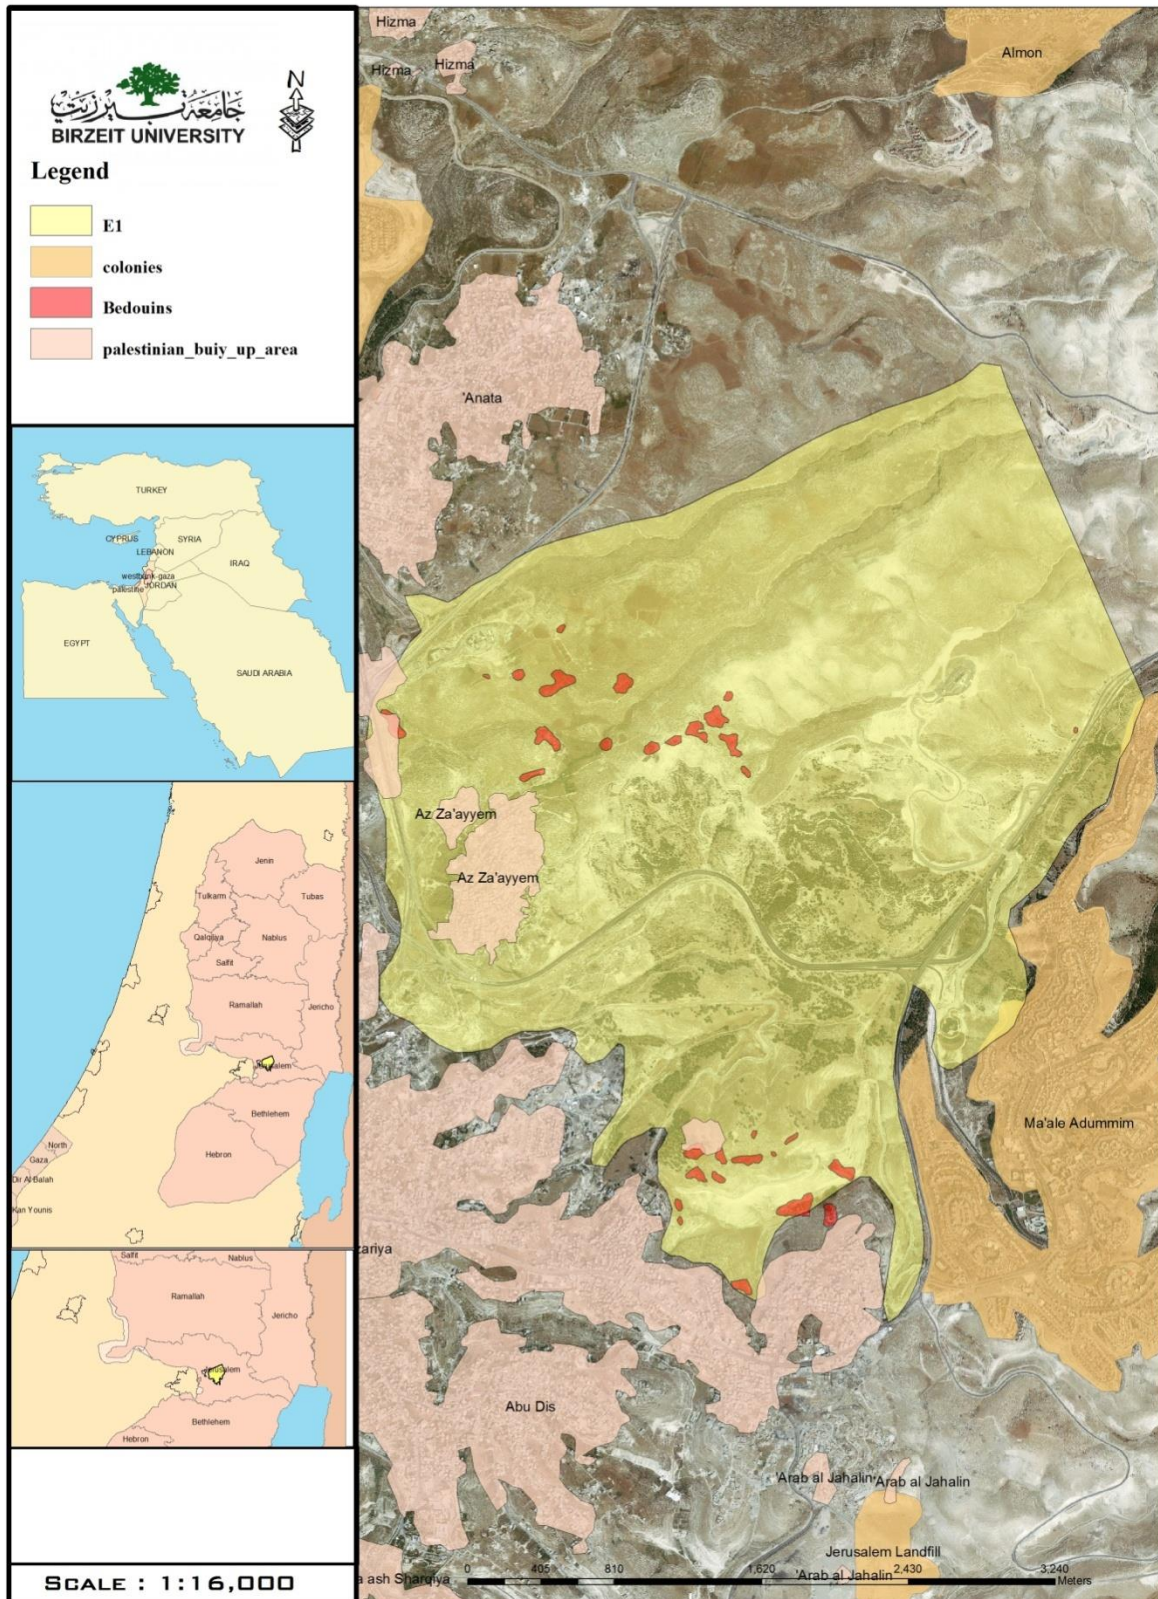 جامعة بيرزيت
BIRZEIT UNIVERSITY
N
Legend
E1
colonies
Bedouins
palestinian_buiy_up_area
TURKEY
CYPRUS
SYRIA
LEBANON
IRAQ
westbank-gaza
palestine
JORDAN
EGYPT
SAUDI ARABIA
Jenin
Tulkarm
Tubas
Qalqiliya
Nablus
Salfit
Ramallah
Jericho
Jerusalem
Bethlehem
North
Hebron
Gaza
Dir Al Balah
Kan Younis
Salfit
Nablus
Ramallah
Jericho
Jerusalem
Bethlehem
Hebron
SCALE : 1:16,000
Hizma
Hizma
Hizma
Almon
'Anata
Az Za'ayyem
Az Za'ayyem
Ma'ale Adummim
zariya
Abu Dis
'Arab al Jahalin
'Arab al Jahalin
Jerusalem Landfill
'Arab al Jahalin
a ash Sharqiya
0 405 810 1,620 2,430 3,240
Meters